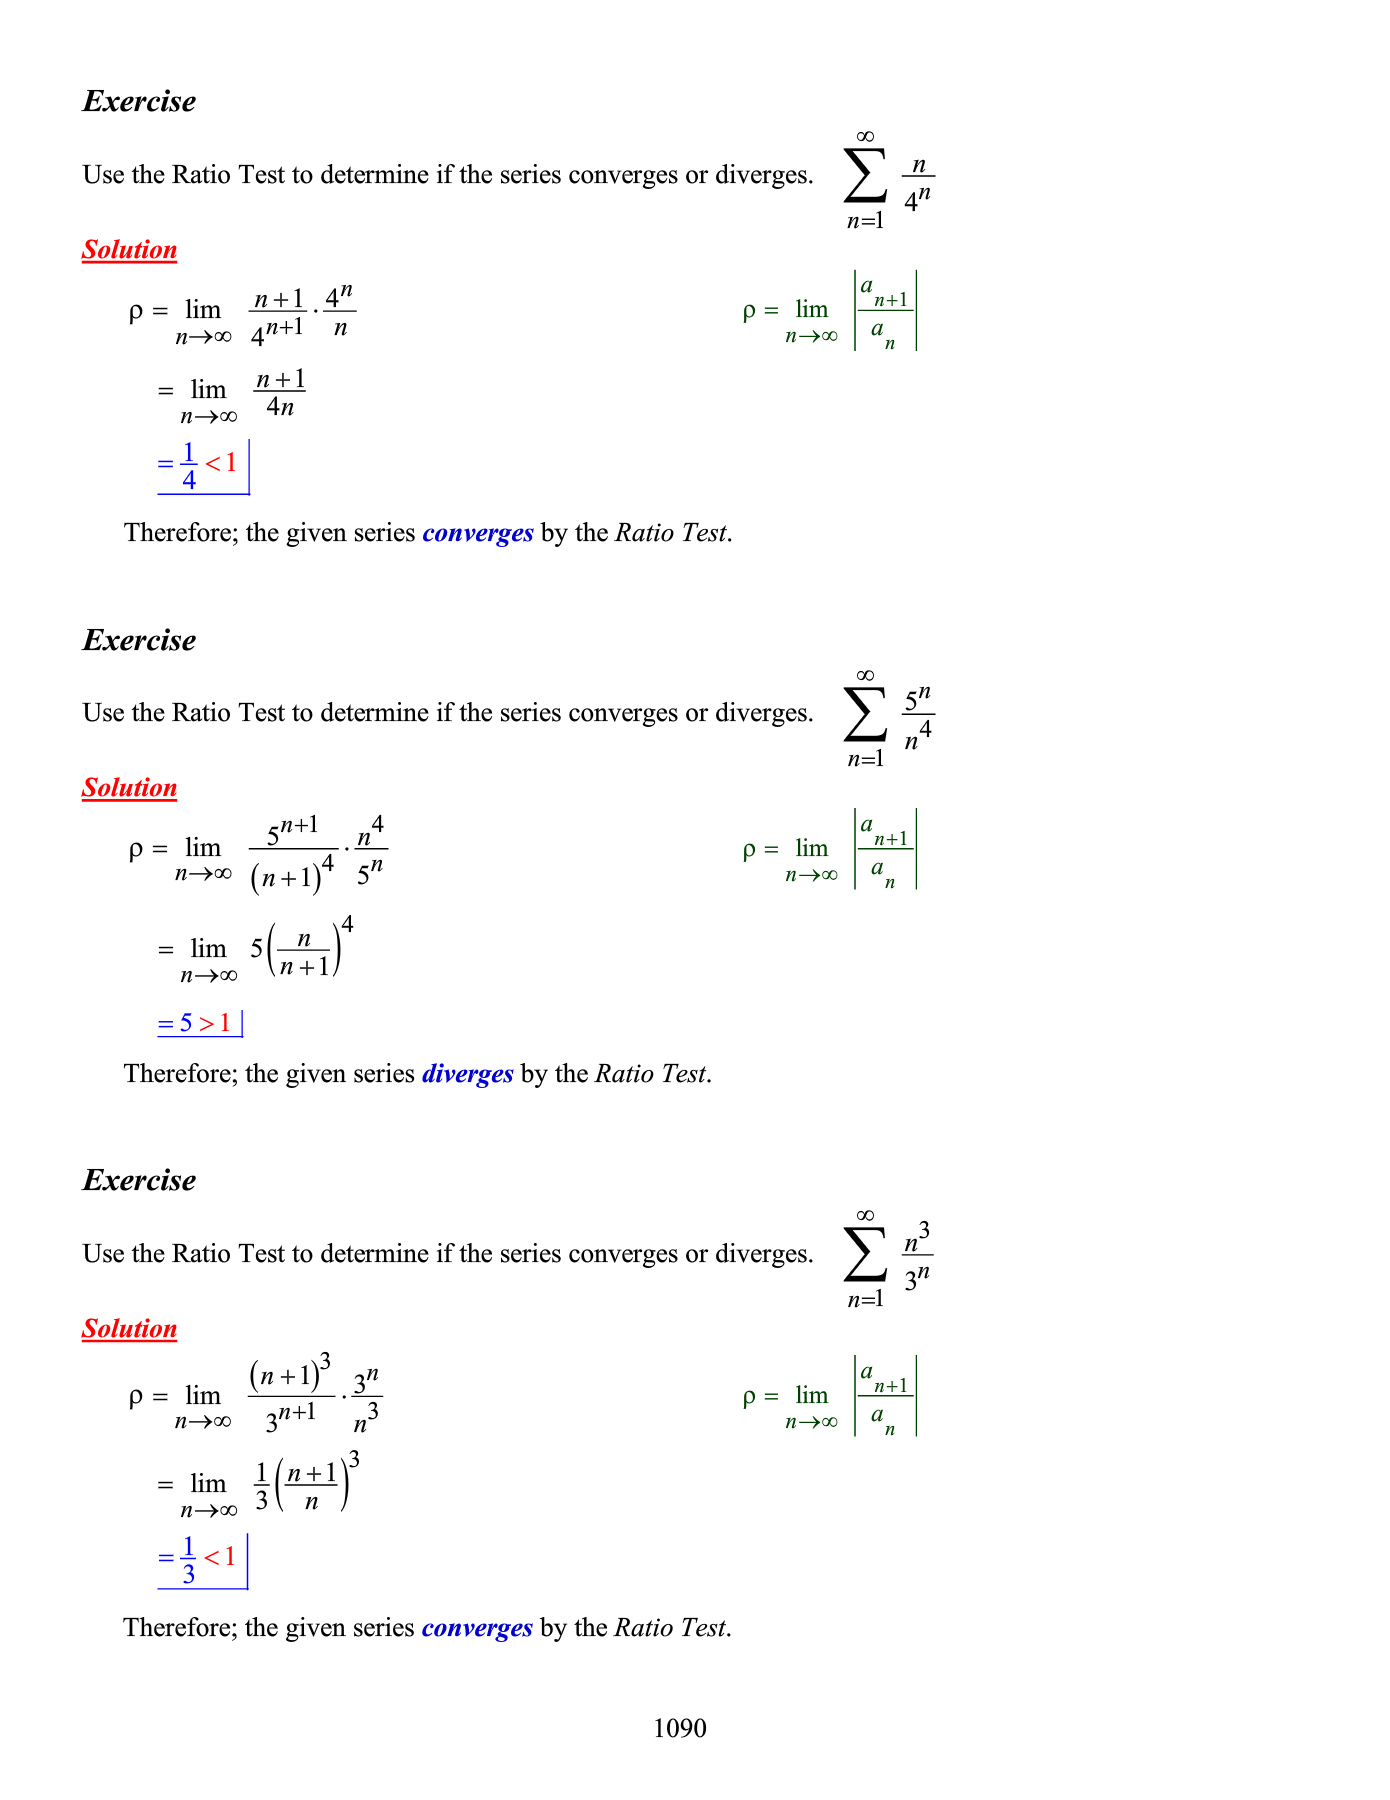 Exercise
Use the Ratio Test to determine if the series converges or diverges. $\sum_{n=1}^{\infty} \frac{n}{4^n}$
Solution
$\rho = \lim_{n \to \infty} \frac{n+1}{4^{n+1}} \cdot \frac{4^n}{n}$ $\rho = \lim_{n \to \infty} \left| \frac{a_{n+1}}{a_n} \right|$
$= \lim_{n \to \infty} \frac{n+1}{4n}$
$= \frac{1}{4} < 1$
Therefore; the given series converges by the Ratio Test.
Exercise
Use the Ratio Test to determine if the series converges or diverges. $\sum_{n=1}^{\infty} \frac{5^n}{n^4}$
Solution
$\rho = \lim_{n \to \infty} \frac{5^{n+1}}{(n+1)^4} \cdot \frac{n^4}{5^n}$ $\rho = \lim_{n \to \infty} \left| \frac{a_{n+1}}{a_n} \right|$
$= \lim_{n \to \infty} 5 \left( \frac{n}{n+1} \right)^4$
$= 5 > 1$
Therefore; the given series diverges by the Ratio Test.
Exercise
Use the Ratio Test to determine if the series converges or diverges. $\sum_{n=1}^{\infty} \frac{n^3}{3^n}$
Solution
$\rho = \lim_{n \to \infty} \frac{(n+1)^3}{3^{n+1}} \cdot \frac{3^n}{n^3}$ $\rho = \lim_{n \to \infty} \left| \frac{a_{n+1}}{a_n} \right|$
$= \lim_{n \to \infty} \frac{1}{3} \left( \frac{n+1}{n} \right)^3$
$= \frac{1}{3} < 1$
Therefore; the given series converges by the Ratio Test.
1090